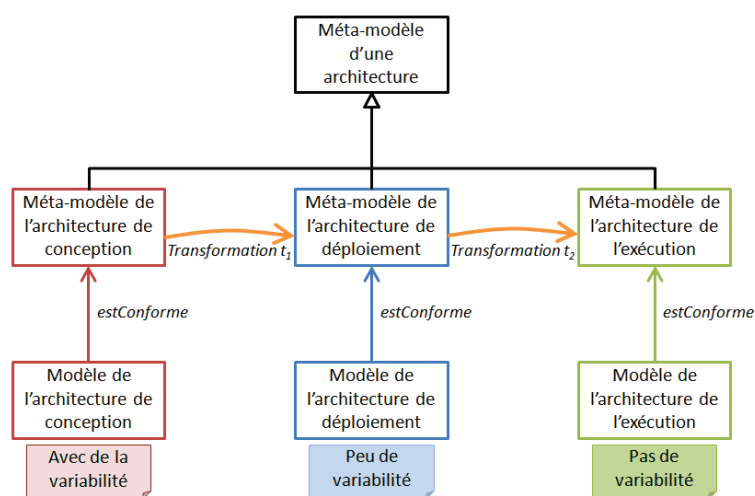 Méta-modèle
d'une
architecture
Méta-modèle de
l'architecture de
conception
Transformation t1
Méta-modèle de
l'architecture de
déploiement
Transformation t2
Méta-modèle de
l'architecture de
l'exécution
estConforme
estConforme
estConforme
Modèle de
l'architecture de
conception
Modèle de
l'architecture de
déploiement
Modèle de
l'architecture de
l'exécution
Avec de la
variabilité
Peu de
variabilité
Pas de
variabilité